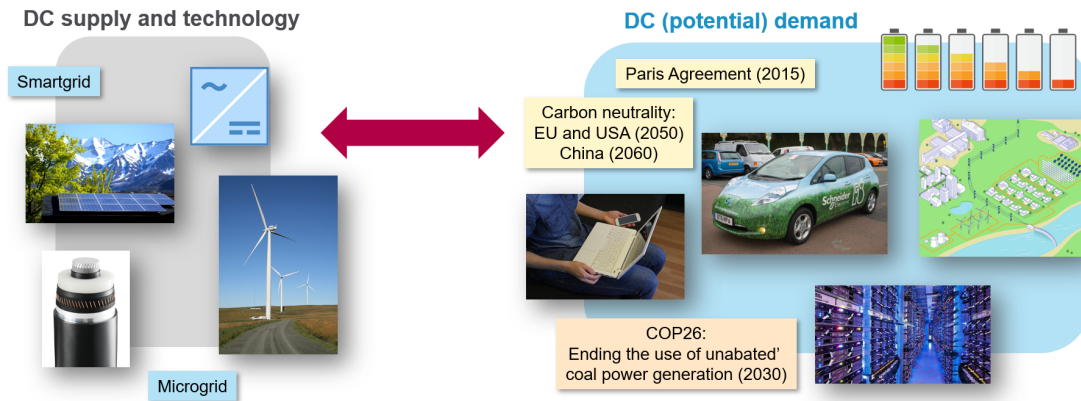 DC supply and technology
Smartgrid
Microgrid
DC (potential) demand
Paris Agreement (2015)
Carbon neutrality:
EU and USA (2050)
China (2060)
Schneider
COP26:
Ending the use of unabated’
coal power generation (2030)